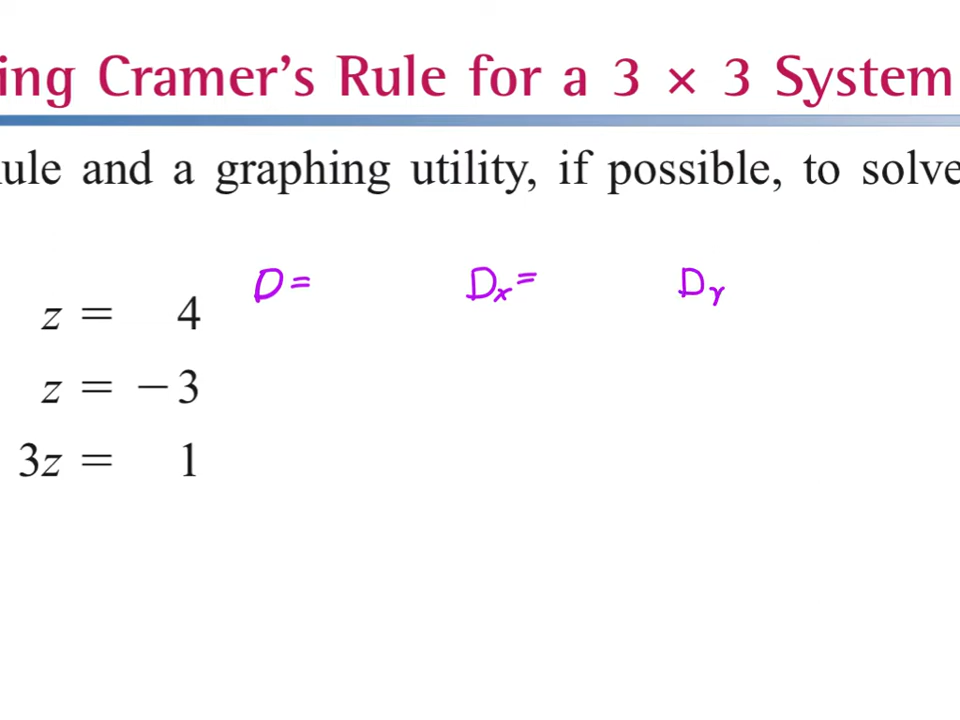 ing Cramer's Rule for a 3 × 3 System
ule and a graphing utility, if possible, to solve
D = Dx = Dy
z = 4
z = −3
3z = 1